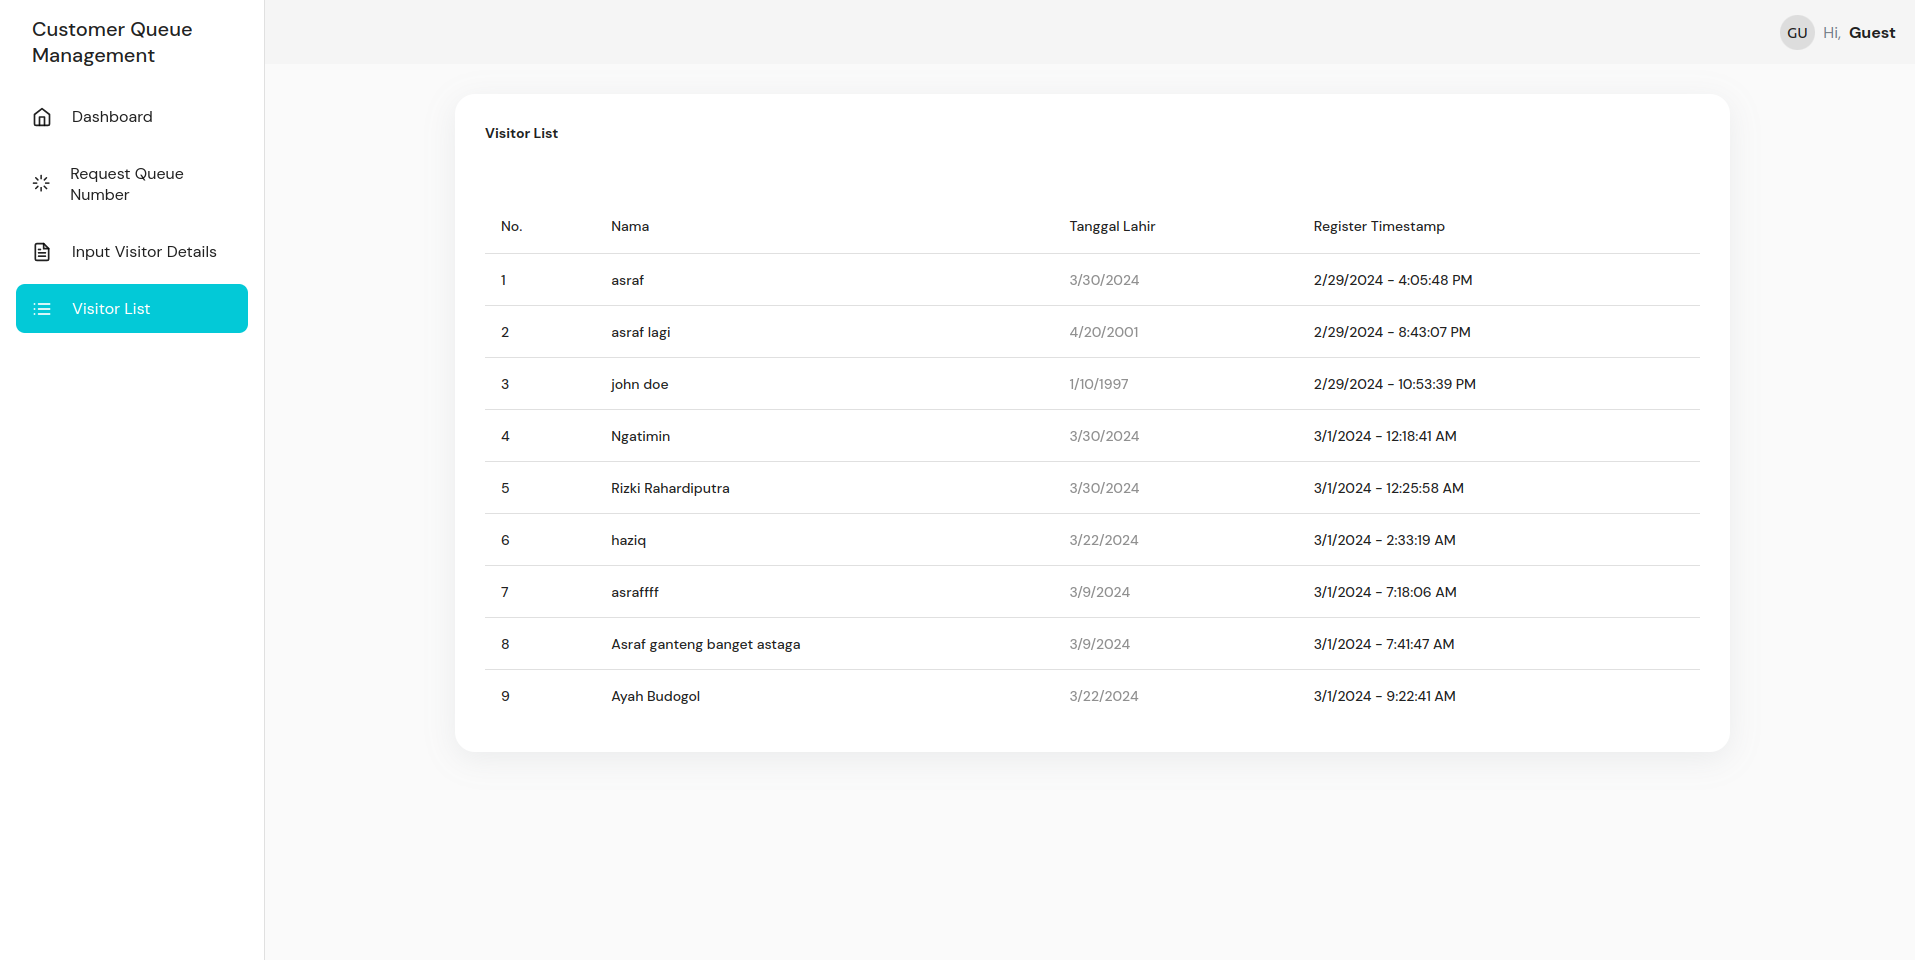 Customer Queue
Management
Dashboard
Request Queue
Number
Input Visitor Details
Visitor List
GU Hi, Guest
Visitor List
No. Nama Tanggal Lahir Register Timestamp
1 asraf 3/30/2024 2/29/2024 - 4:05:48 PM
2 asraf lagi 4/20/2001 2/29/2024 - 8:43:07 PM
3 john doe 1/10/1997 2/29/2024 - 10:53:39 PM
4 Ngatimin 3/30/2024 3/1/2024 - 12:18:41 AM
5 Rizki Rahardiputra 3/30/2024 3/1/2024 - 12:25:58 AM
6 haziq 3/22/2024 3/1/2024 - 2:33:19 AM
7 asraffff 3/9/2024 3/1/2024 - 7:18:06 AM
8 Asraf ganteng banget astaga 3/9/2024 3/1/2024 - 7:41:47 AM
9 Ayah Budogol 3/22/2024 3/1/2024 - 9:22:41 AM